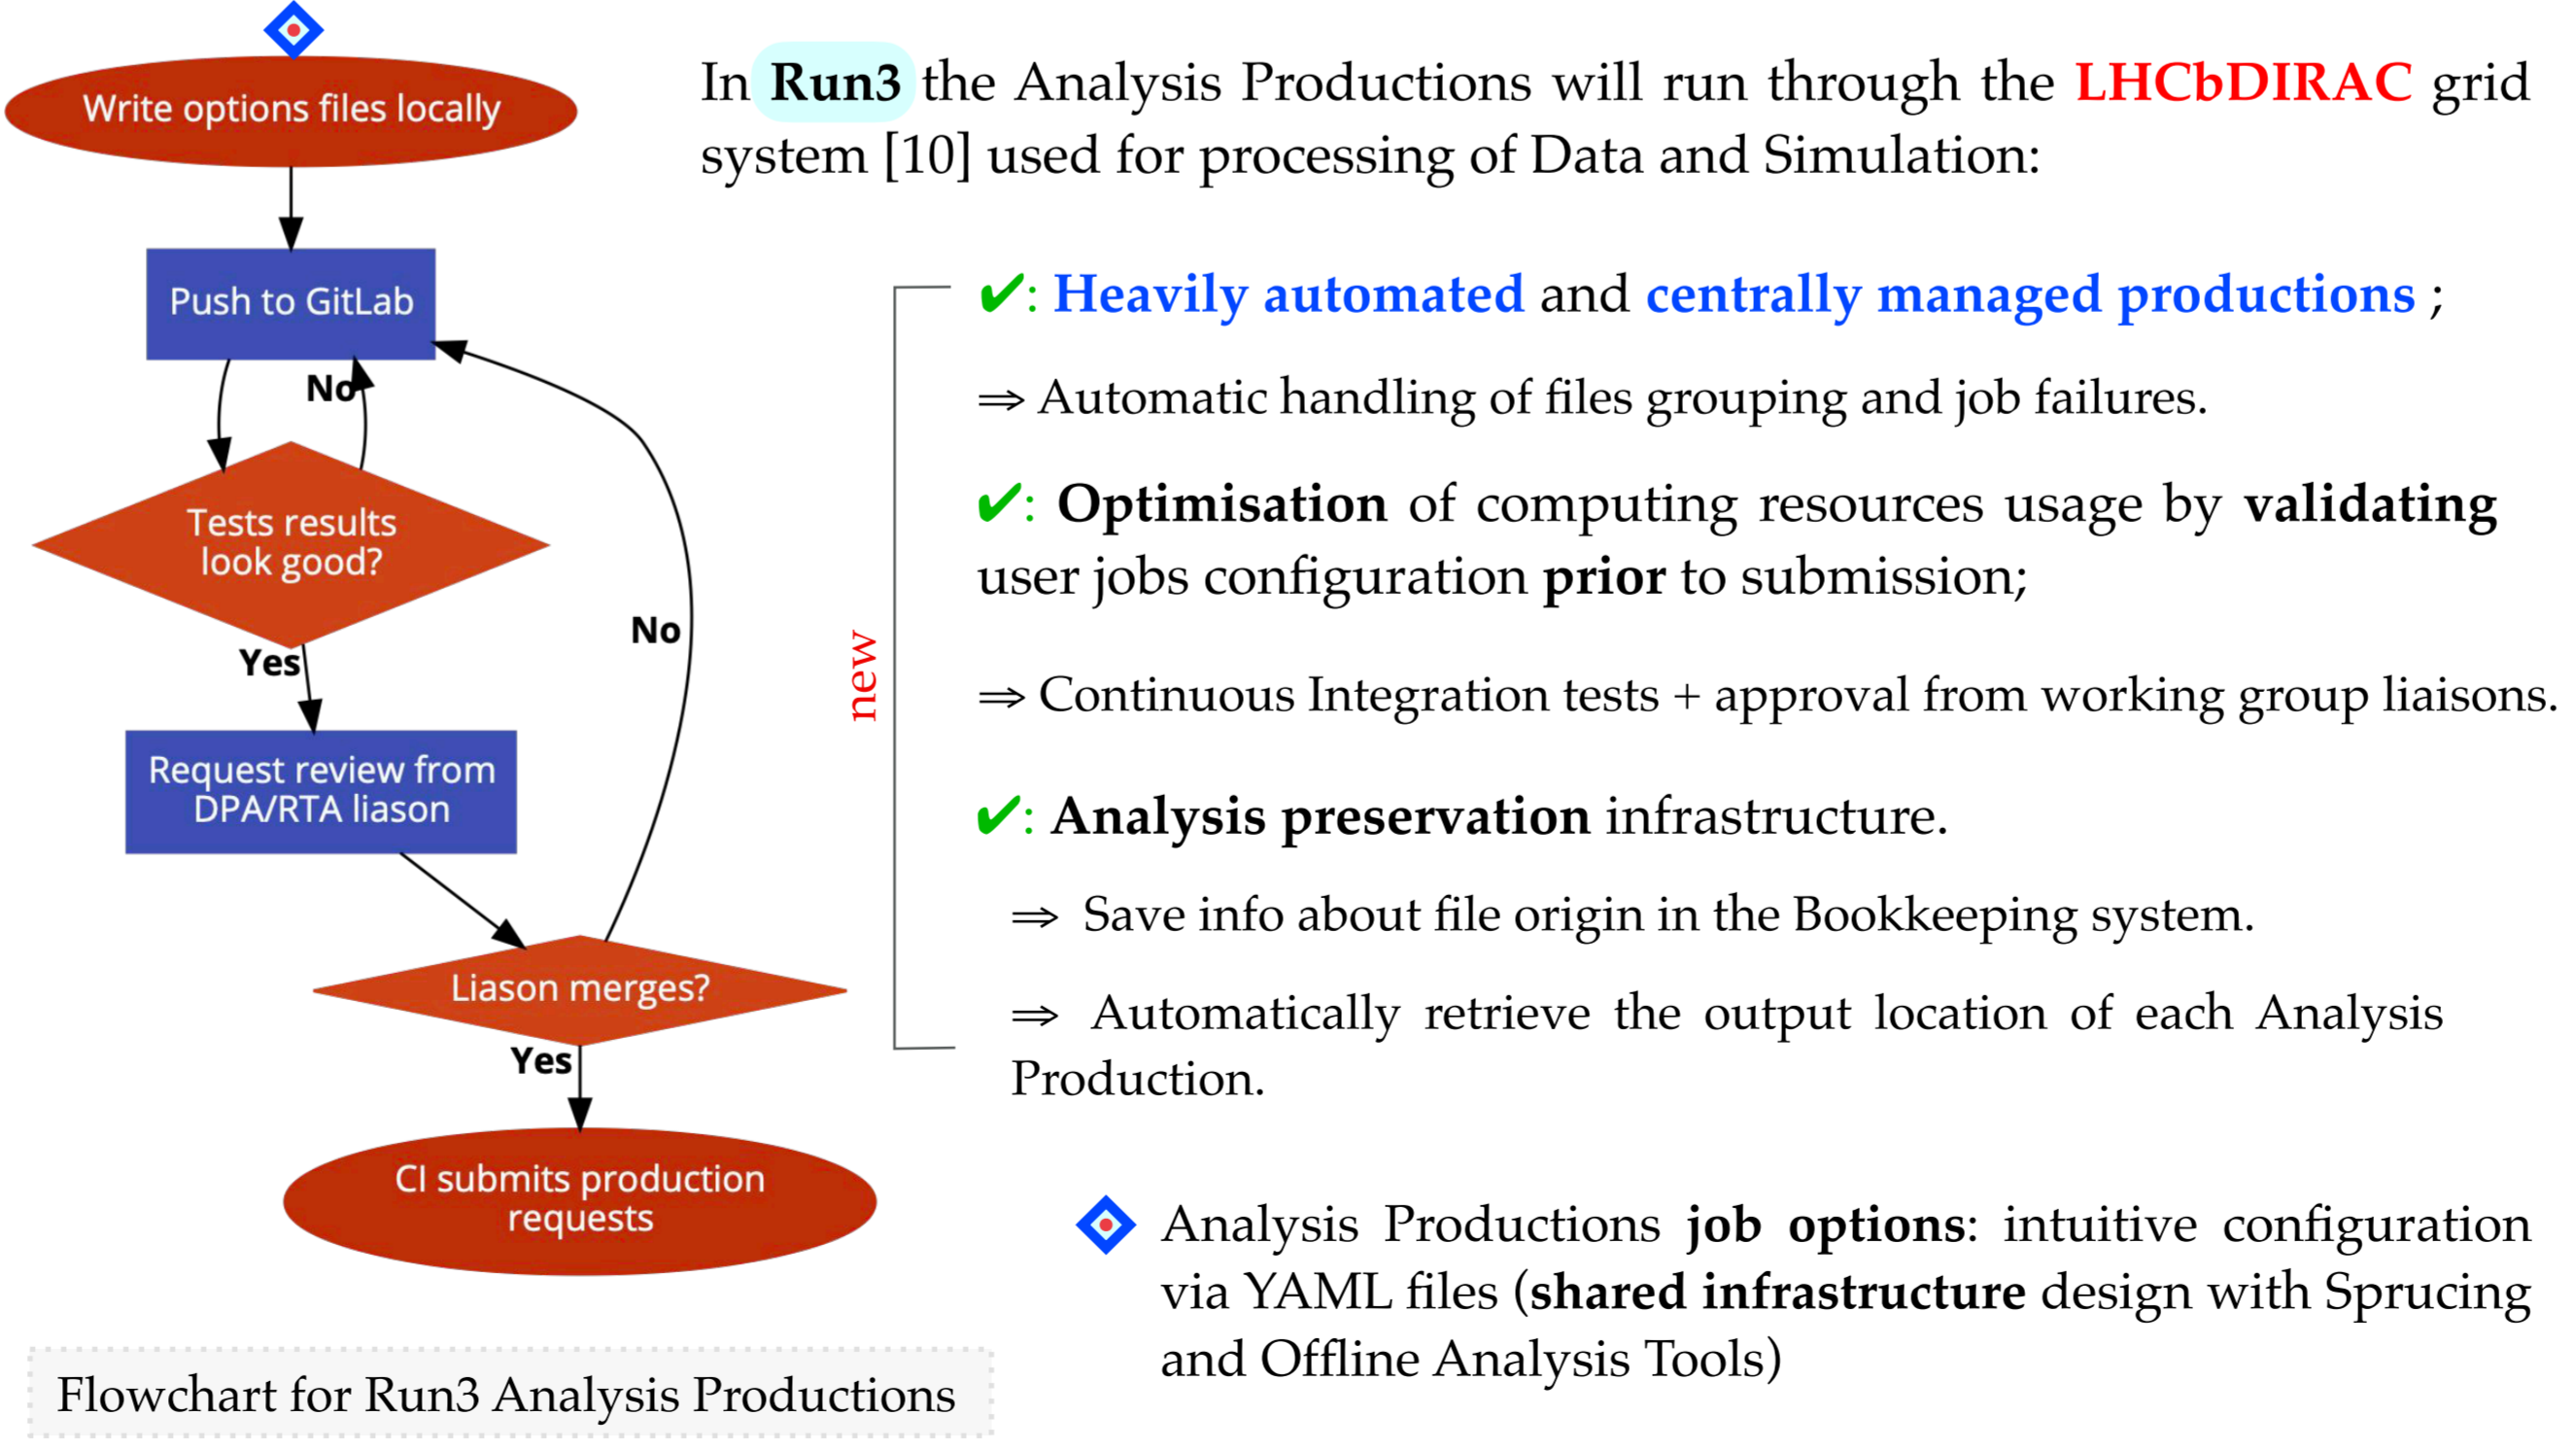 Write options files locally
Push to GitLab
No
Tests results
look good?
Yes
No
Request review from
DPA/RTA liason
Liason merges?
Yes
CI submits production
requests
Flowchart for Run3 Analysis Productions
In Run3 the Analysis Productions will run through the LHCbDIRAC grid
system [10] used for processing of Data and Simulation:
new
✔: Heavily automated and centrally managed productions ;
⇒ Automatic handling of files grouping and job failures.
✔: Optimisation of computing resources usage by validating
user jobs configuration prior to submission;
⇒ Continuous Integration tests + approval from working group liaisons.
✔: Analysis preservation infrastructure.
⇒ Save info about file origin in the Bookkeeping system.
⇒ Automatically retrieve the output location of each Analysis
Production.
Analysis Productions job options: intuitive configuration
via YAML files (shared infrastructure design with Sprucing
and Offline Analysis Tools)